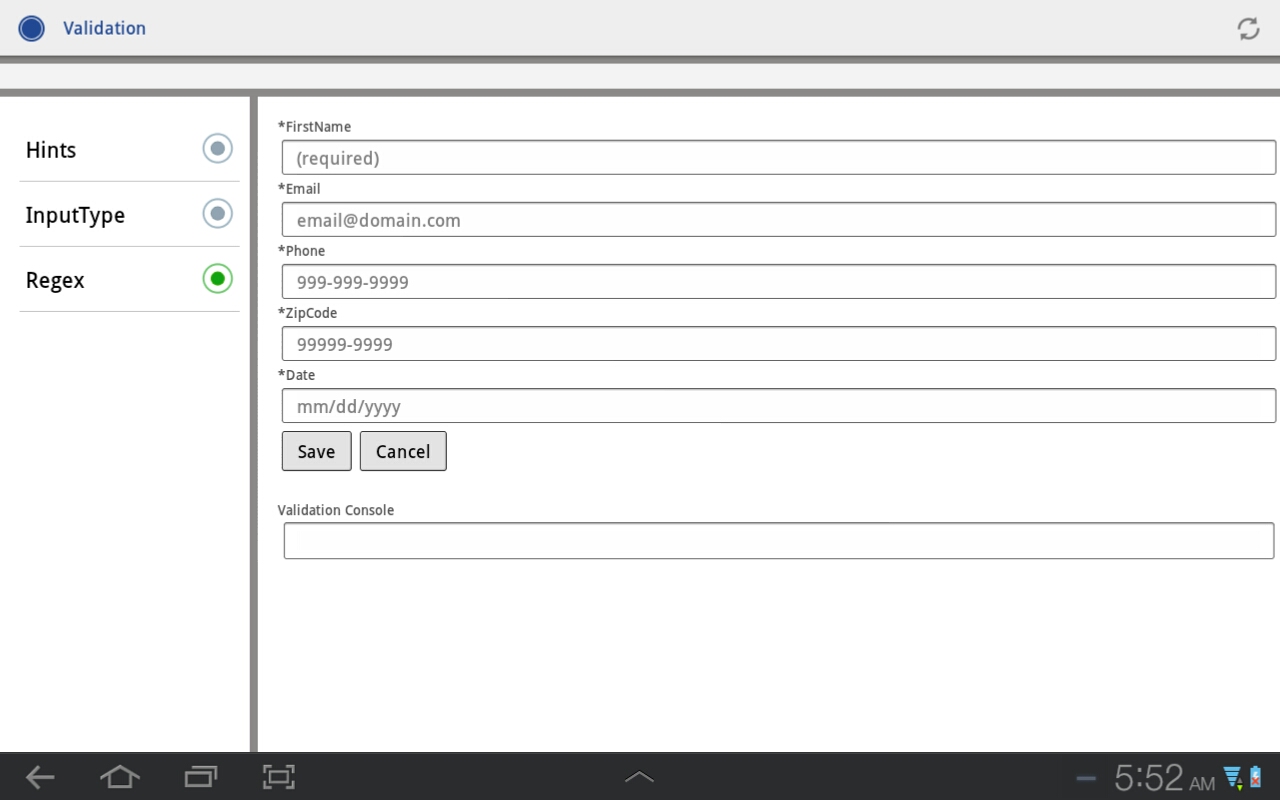 Validation
Hints
InputType
Regex
*FirstName
(required)
*Email
email@domain.com
*Phone
999-999-9999
*ZipCode
99999-9999
*Date
mm/dd/yyyy
Save Cancel
Validation Console
5:52 AM